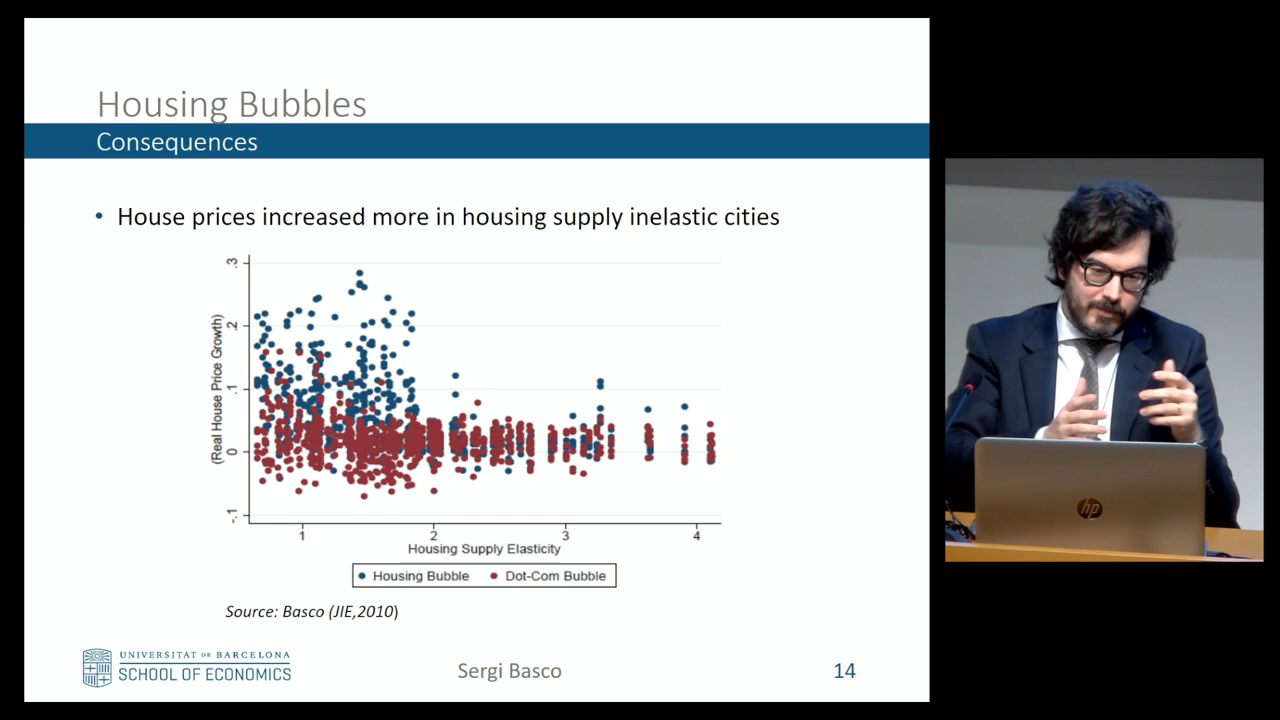 Housing Bubbles
Consequences
• House prices increased more in housing supply inelastic cities
(Real House Price Growth)
.3
.2
.1
0
-.1
1 2 3 4
Housing Supply Elasticity
Housing Bubble Dot-Com Bubble
Source: Basco (JIE,2010)
UNIVERSITAT DE BARCELONA
SCHOOL OF ECONOMICS
Sergi Basco
14
hp